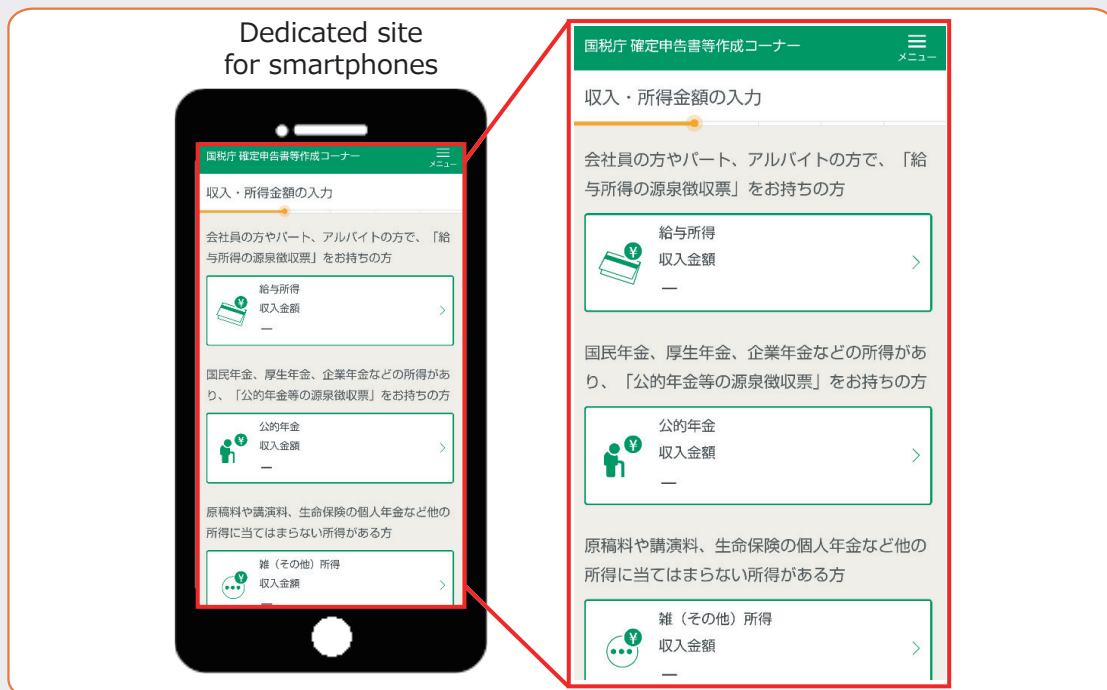 Dedicated site
for smartphones
国税庁 確定申告書等作成コーナー
メニュー
収入・所得金額の入力
会社員の方やパート、アルバイトの方で、「給
与所得の源泉徴収票」をお持ちの方
給与所得
収入金額
―
国民年金、厚生年金、企業年金などの所得があ
り、「公的年金等の源泉徴収票」をお持ちの方
公的年金
収入金額
―
原稿料や講演料、生命保険の個人年金など他の
所得に当てはまらない所得がある方
雑（その他）所得
収入金額
―
国税庁 確定申告書等作成コーナー
メニュー
収入・所得金額の入力
会社員の方やパート、アルバイトの方で、「給
与所得の源泉徴収票」をお持ちの方
給与所得
収入金額
―
国民年金、厚生年金、企業年金などの所得があ
り、「公的年金等の源泉徴収票」をお持ちの方
公的年金
収入金額
―
原稿料や講演料、生命保険の個人年金など他の
所得に当てはまらない所得がある方
雑（その他）所得
収入金額
―